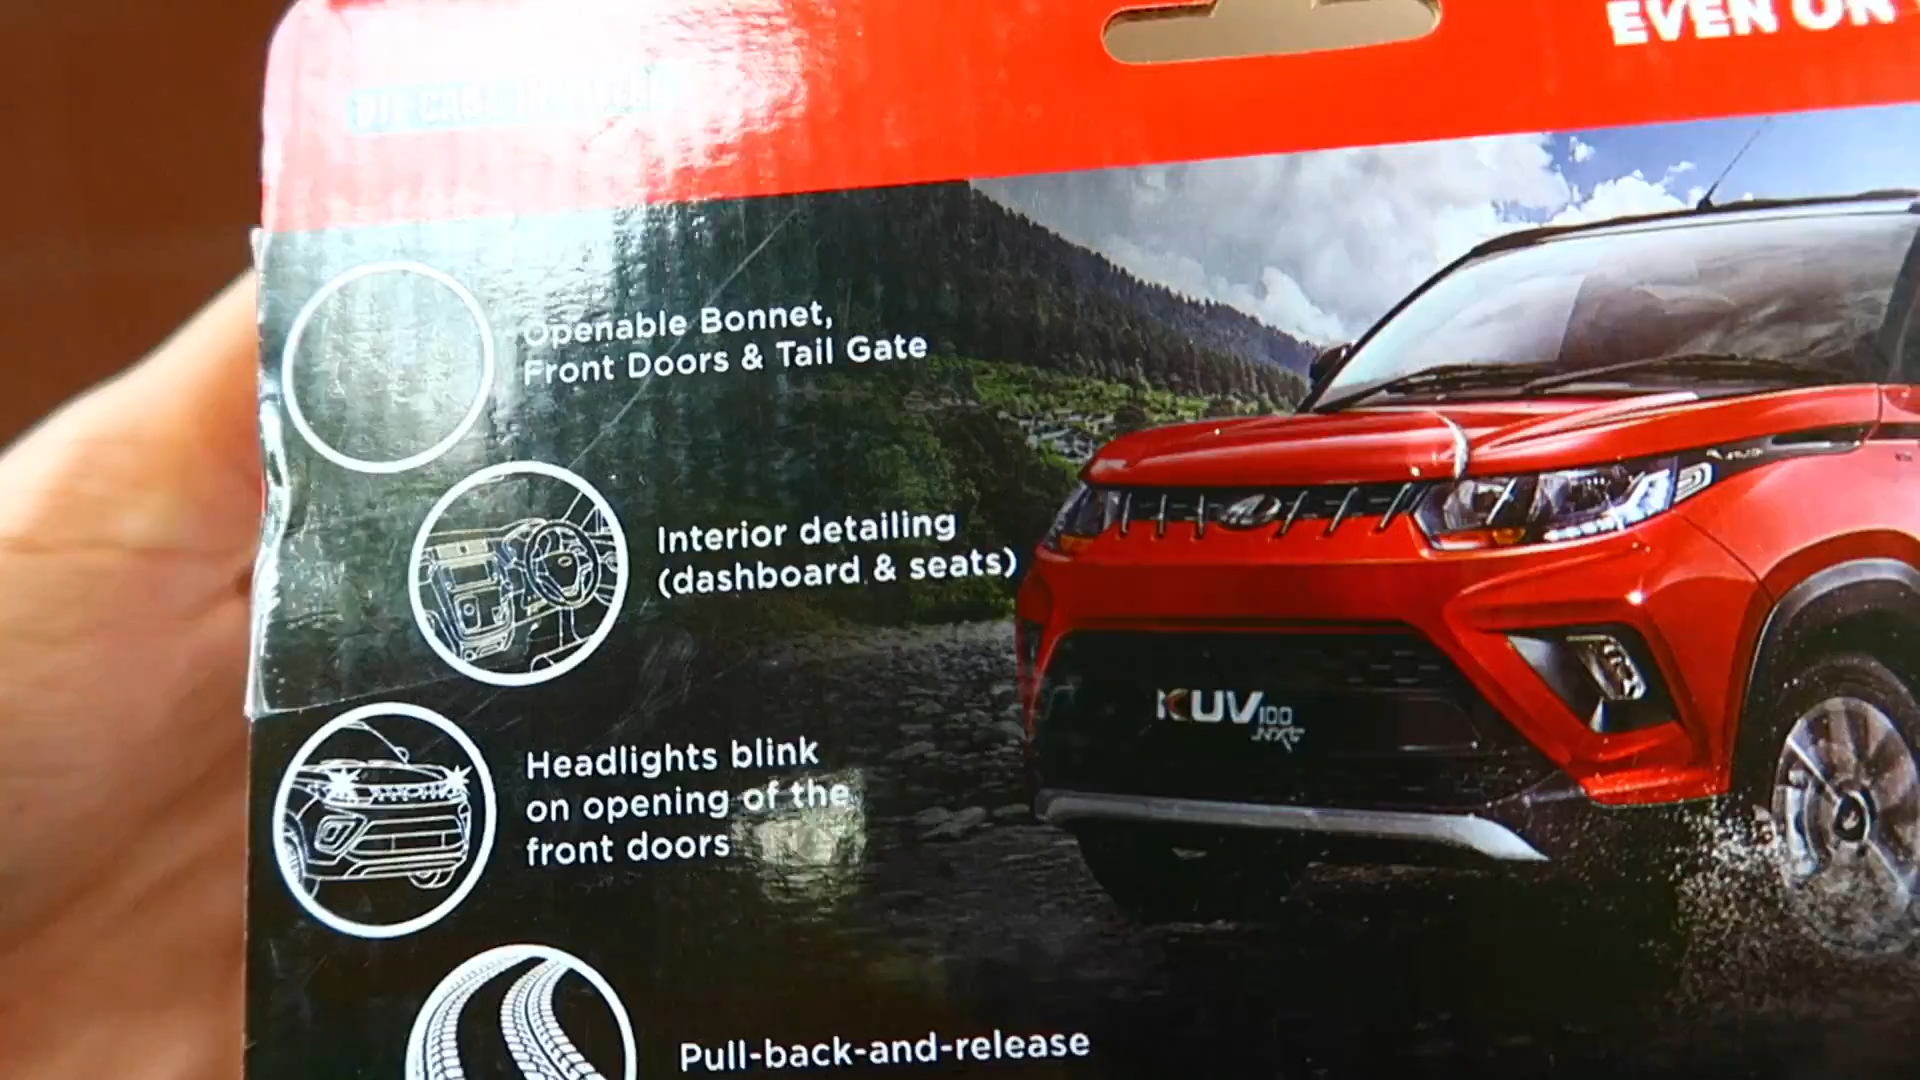 EVEN ON
Openable Bonnet,
Front Doors & Tail Gate
Interior detailing
(dashboard & seats)
KUV100
NXT
Headlights blink
on opening of the
front doors
Pull-back-and-release